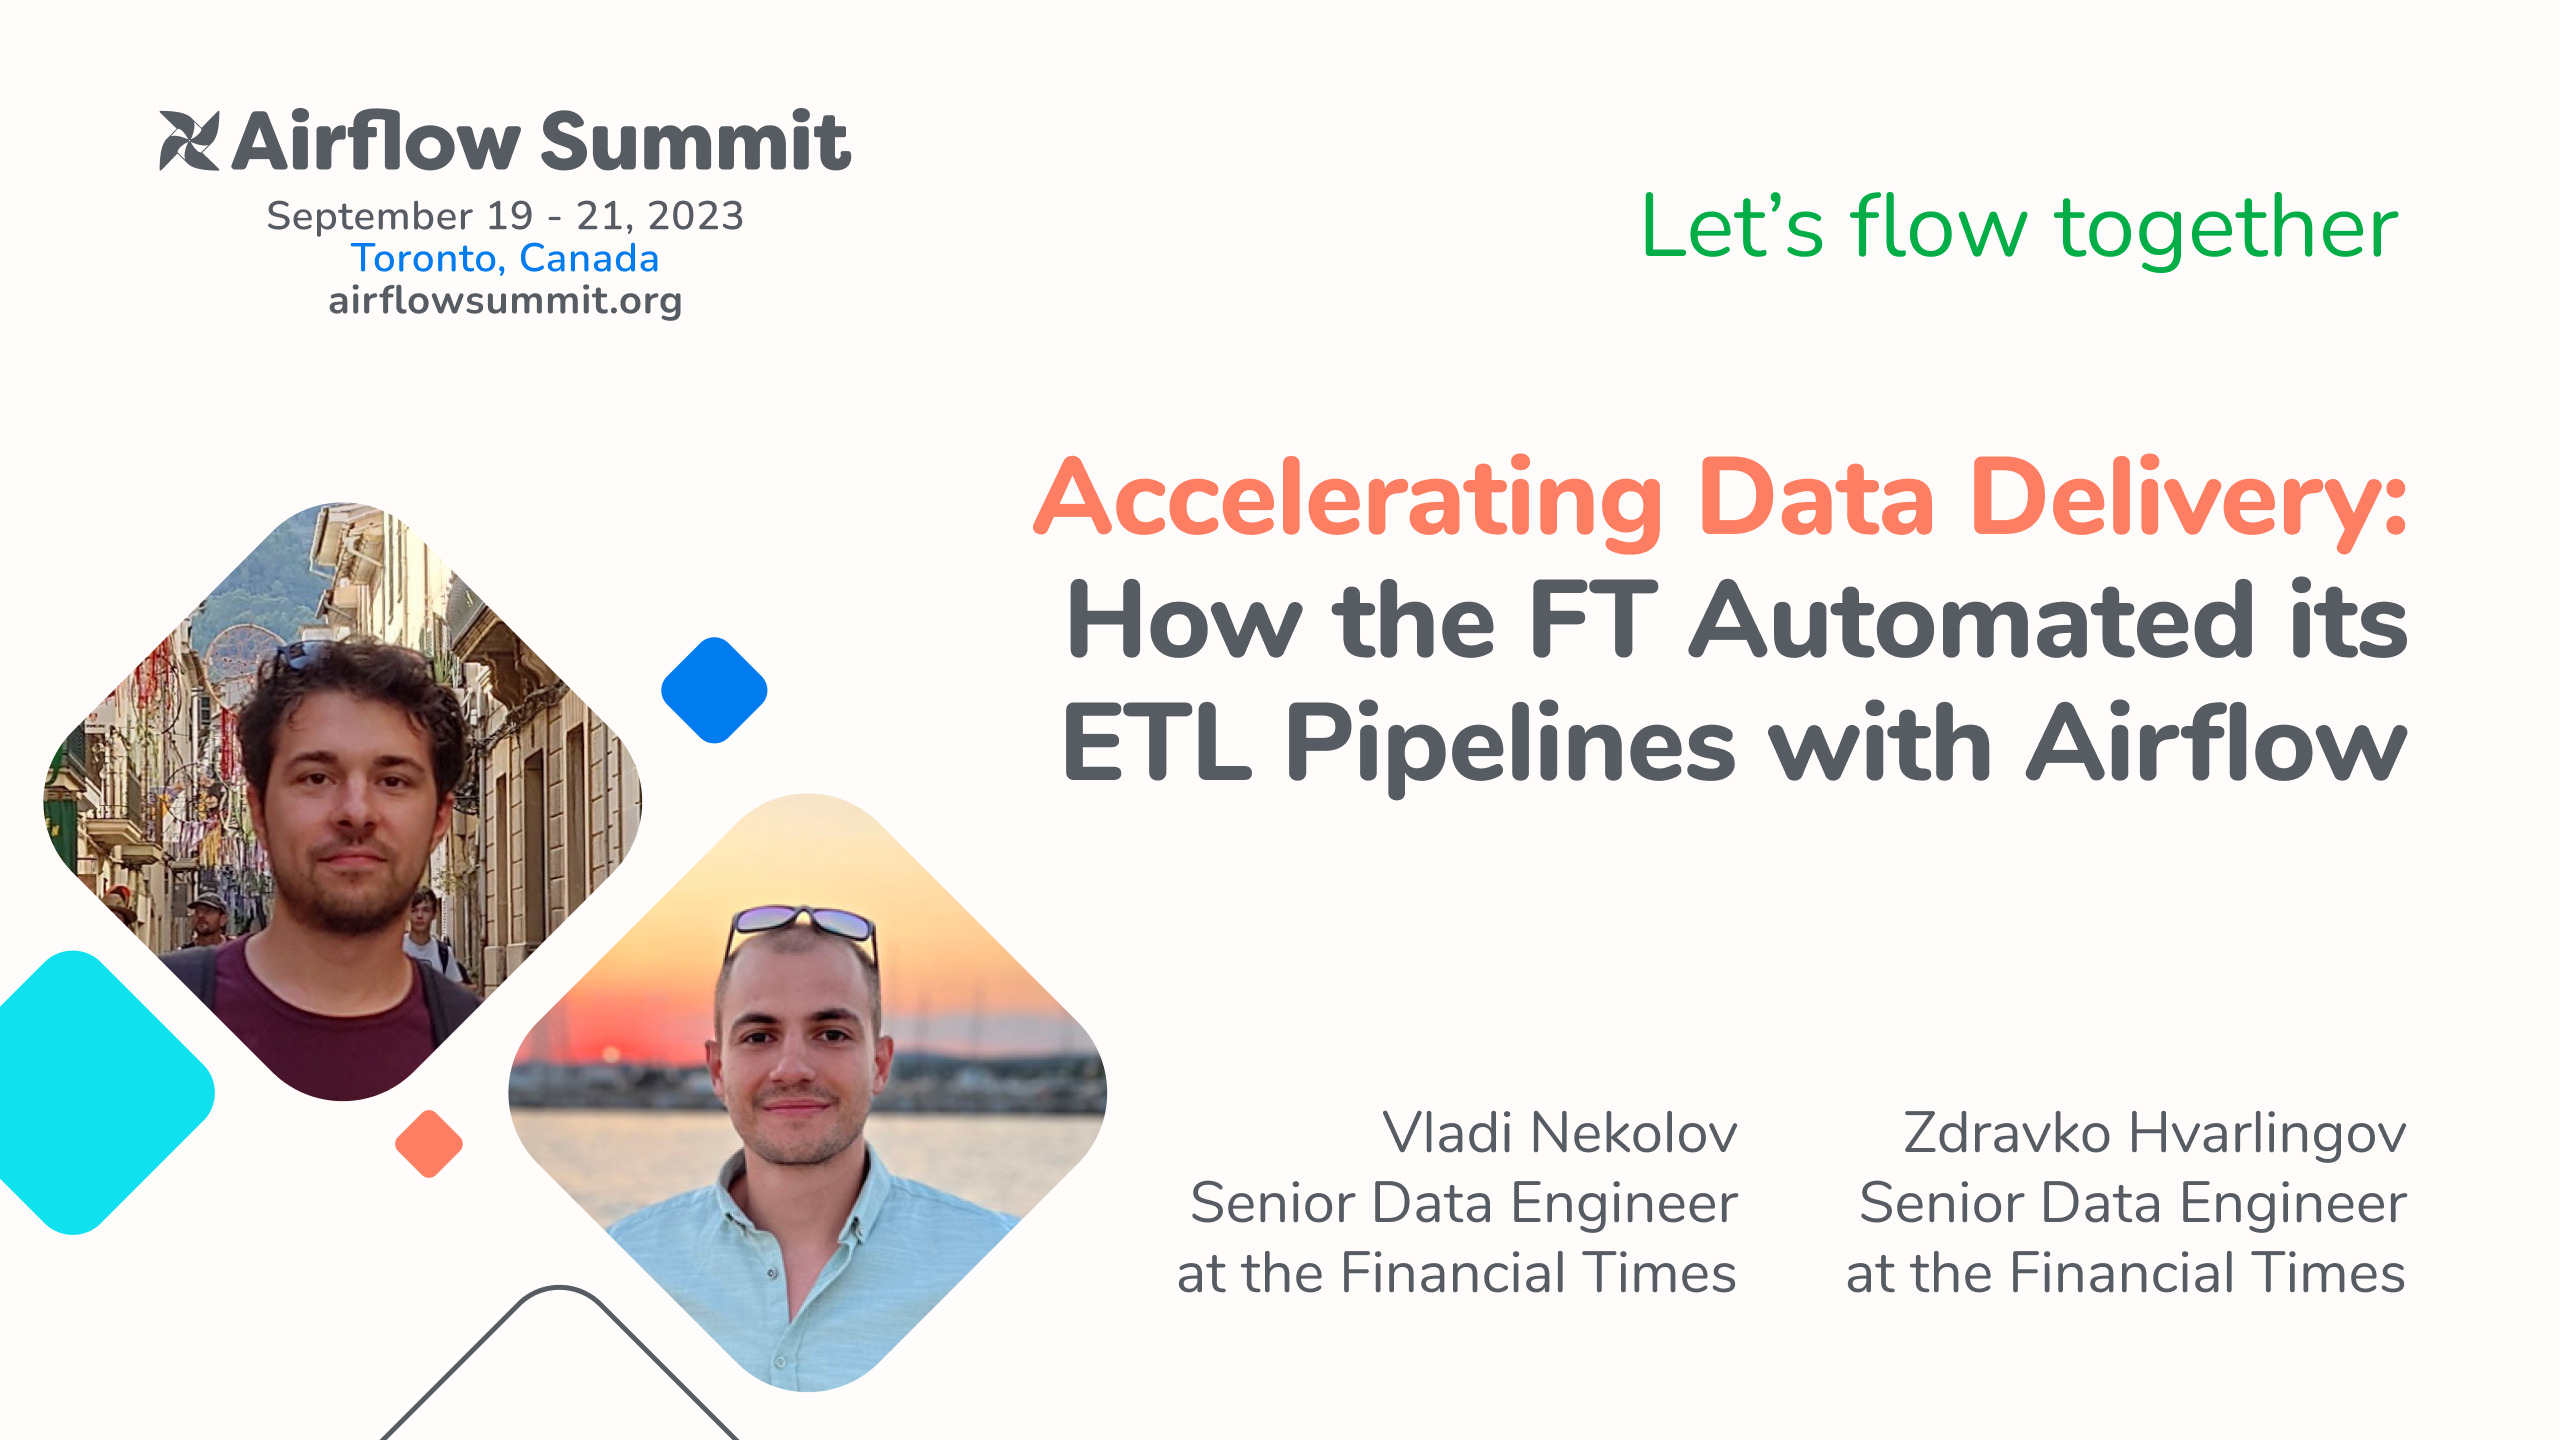 Airflow Summit
September 19 - 21, 2023
Toronto, Canada
airflowsummit.org
Let’s flow together
Accelerating Data Delivery:
How the FT Automated its
ETL Pipelines with Airflow
Vladi Nekolov
Senior Data Engineer
at the Financial Times
Zdravko Hvarlingov
Senior Data Engineer
at the Financial Times